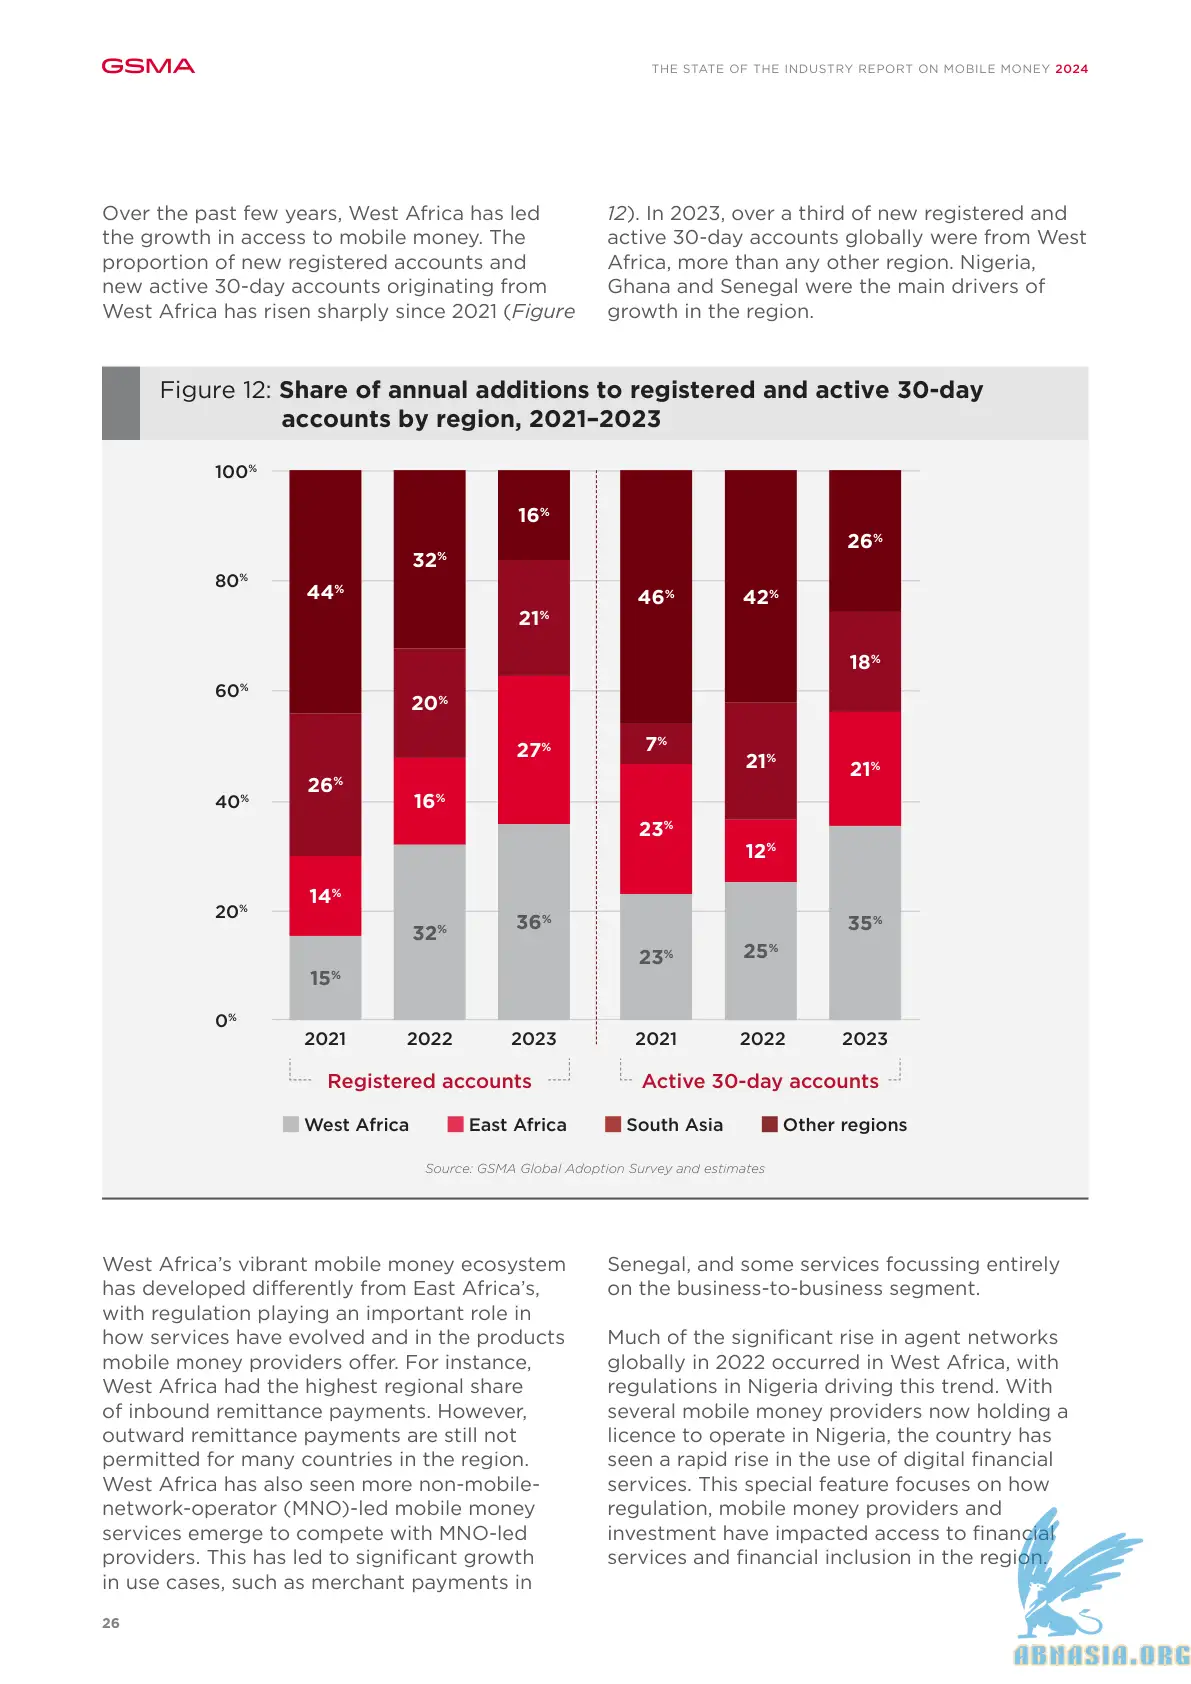 GSMA
THE STATE OF THE INDUSTRY REPORT ON MOBILE MONEY 2024
Over the past few years, West Africa has led
the growth in access to mobile money. The
proportion of new registered accounts and
new active 30-day accounts originating from
West Africa has risen sharply since 2021 (Figure
12). In 2023, over a third of new registered and
active 30-day accounts globally were from West
Africa, more than any other region. Nigeria,
Ghana and Senegal were the main drivers of
growth in the region.
Figure 12: Share of annual additions to registered and active 30-day
accounts by region, 2021–2023
100%
80%
60%
40%
20%
0%
44%
26%
14%
15%
32%
20%
16%
32%
16%
21%
27%
36%
46%
7%
23%
23%
42%
21%
12%
25%
26%
18%
21%
35%
2021 2022 2023 2021 2022 2023
Registered accounts Active 30-day accounts
West Africa East Africa South Asia Other regions
Source: GSMA Global Adoption Survey and estimates
West Africa’s vibrant mobile money ecosystem
has developed differently from East Africa’s,
with regulation playing an important role in
how services have evolved and in the products
mobile money providers offer. For instance,
West Africa had the highest regional share
of inbound remittance payments. However,
outward remittance payments are still not
permitted for many countries in the region.
West Africa has also seen more non-mobile-
network-operator (MNO)-led mobile money
services emerge to compete with MNO-led
providers. This has led to significant growth
in use cases, such as merchant payments in
Senegal, and some services focussing entirely
on the business-to-business segment.
Much of the significant rise in agent networks
globally in 2022 occurred in West Africa, with
regulations in Nigeria driving this trend. With
several mobile money providers now holding a
licence to operate in Nigeria, the country has
seen a rapid rise in the use of digital financial
services. This special feature focuses on how
regulation, mobile money providers and
investment have impacted access to financial
services and financial inclusion in the region.
26
ABNASIA.ORG